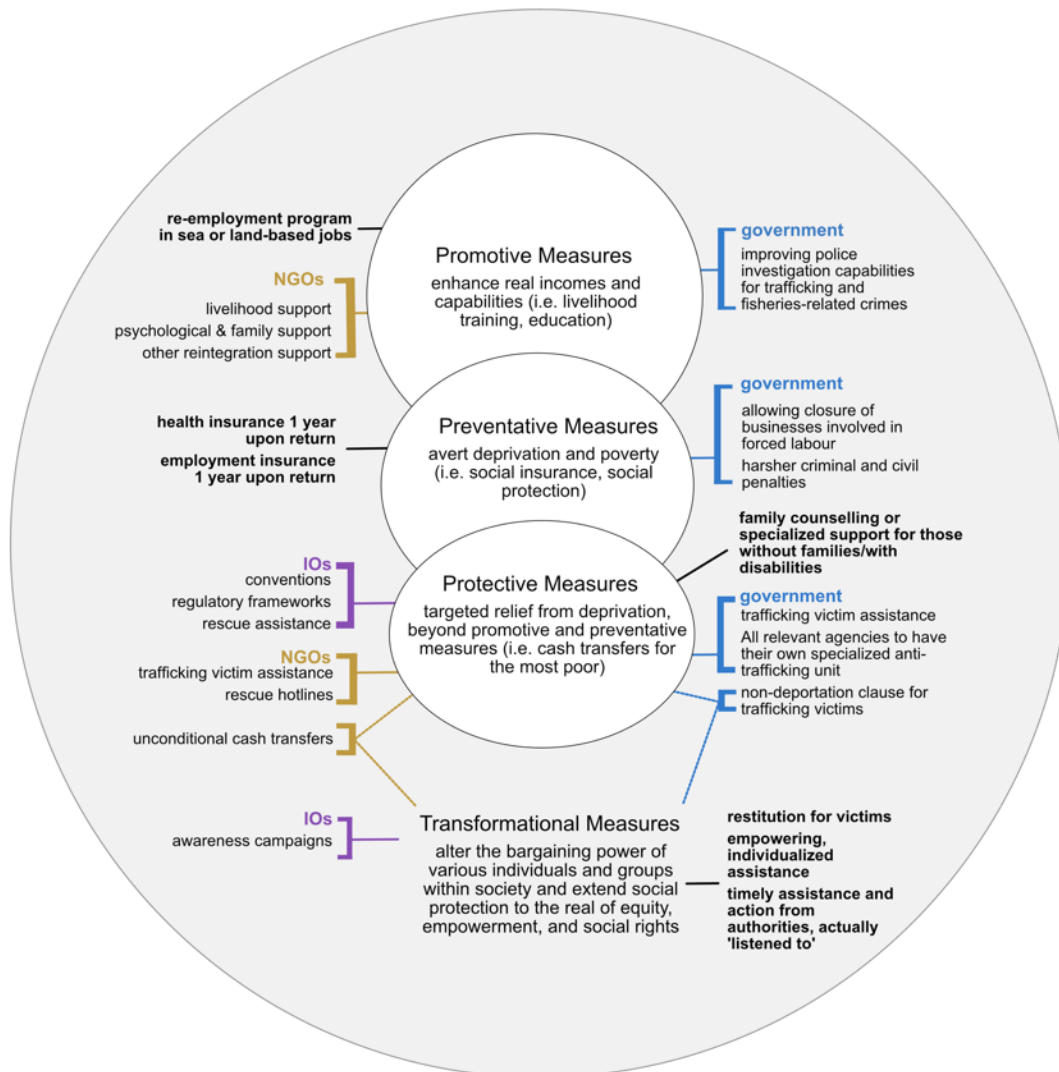 re-employment program
in sea or land-based jobs
NGOs
livelihood support
psychological & family support
other reintegration support
Promotive Measures
enhance real incomes and
capabilities (i.e. livelihood
training, education)
government
improving police
investigation capabilities
for trafficking and
fisheries-related crimes
health insurance 1 year
upon return
employment insurance
1 year upon return
Preventative Measures
avert deprivation and poverty
(i.e. social insurance, social
protection)
government
allowing closure of
businesses involved in
forced labour
harsher criminal and civil
penalties
family counselling or
specialized support for those
without families/with
disabilities
IOs
conventions
regulatory frameworks
rescue assistance
NGOs
trafficking victim assistance
rescue hotlines
unconditional cash transfers
Protective Measures
targeted relief from deprivation,
beyond promotive and preventative
measures (i.e. cash transfers for
the most poor)
government
trafficking victim assistance
All relevant agencies to have
their own specialized anti-
trafficking unit
non-deportation clause for
trafficking victims
IOs
awareness campaigns
Transformational Measures
alter the bargaining power of
various individuals and groups
within society and extend social
protection to the real of equity,
empowerment, and social rights
restitution for victims
empowering,
individualized
assistance
timely assistance and
action from
authorities, actually
'listened to'